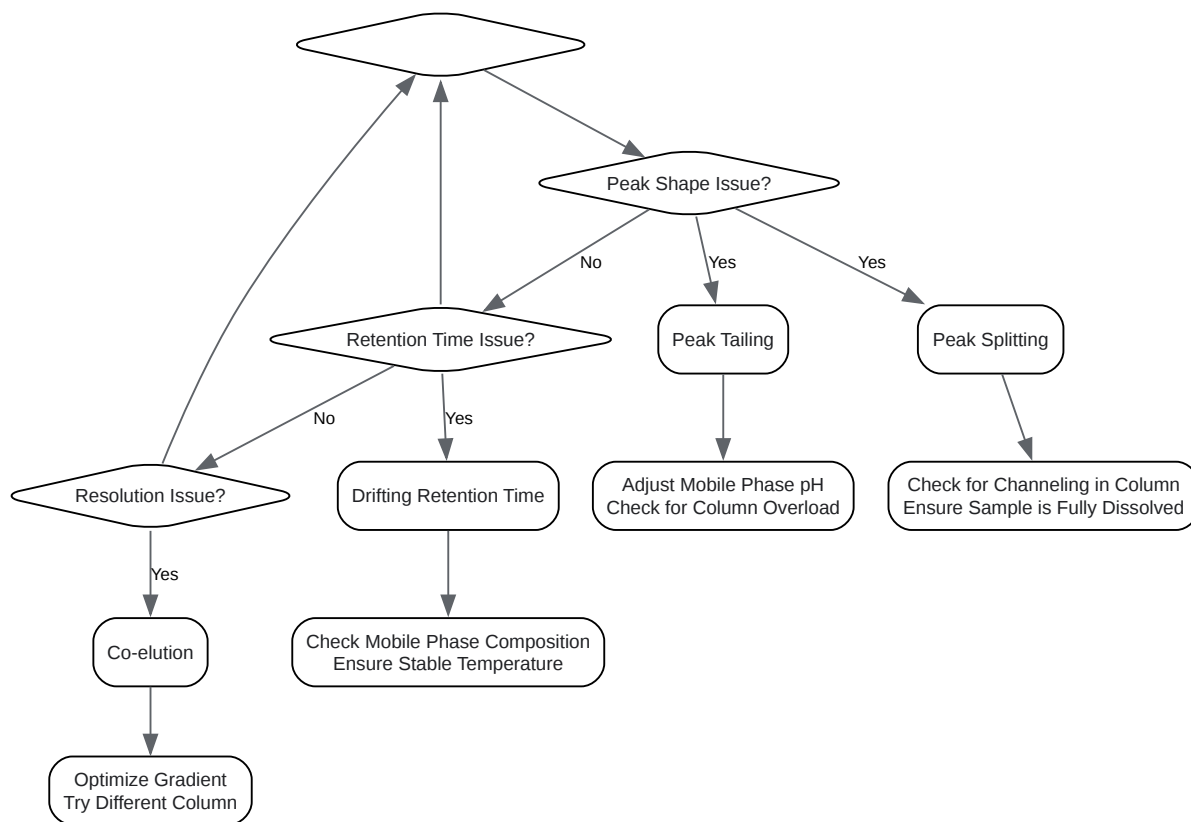 Peak Shape Issue?
No
Yes
Yes
Retention Time Issue?
Peak Tailing
Peak Splitting
No
Yes
Resolution Issue?
Drifting Retention Time
Adjust Mobile Phase pH
Check for Column Overload
Check for Channeling in Column
Ensure Sample is Fully Dissolved
Yes
Co-elution
Check Mobile Phase Composition
Ensure Stable Temperature
Optimize Gradient
Try Different Column